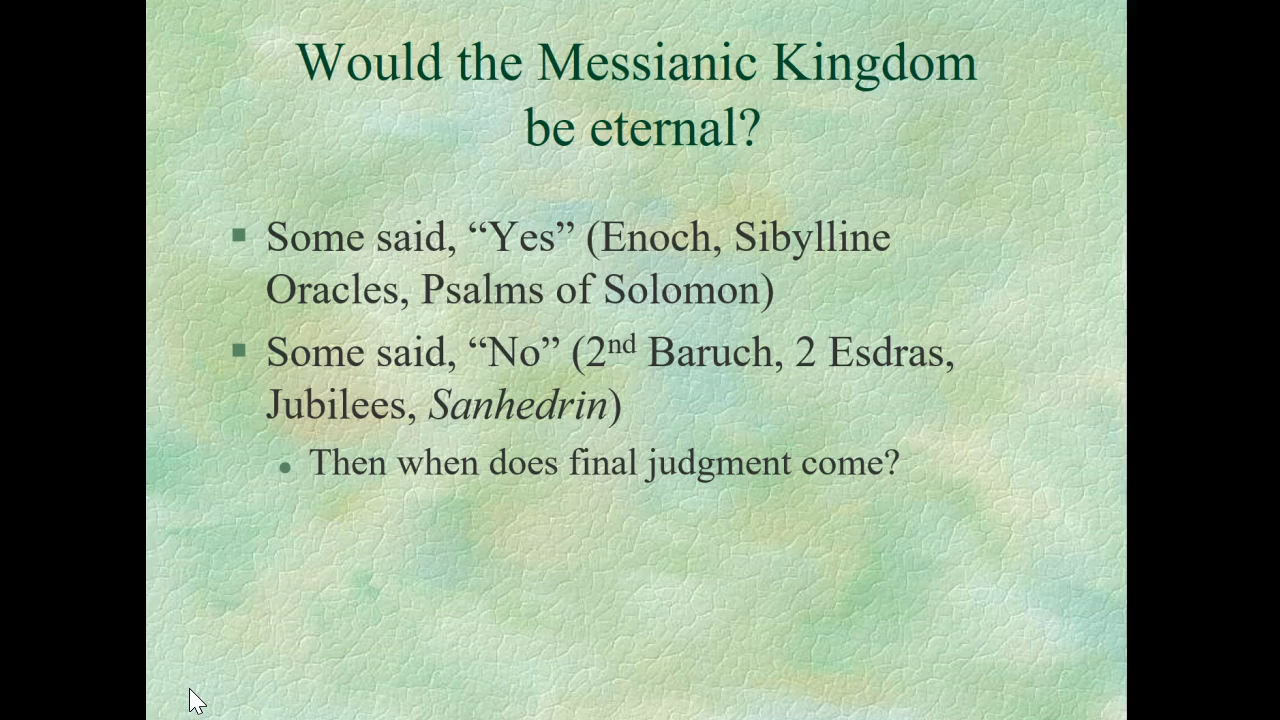 Would the Messianic Kingdom
be eternal?
Some said, “Yes” (Enoch, Sibylline
Oracles, Psalms of Solomon)
Some said, “No” (2nd Baruch, 2 Esdras,
Jubilees, Sanhedrin)
Then when does final judgment come?